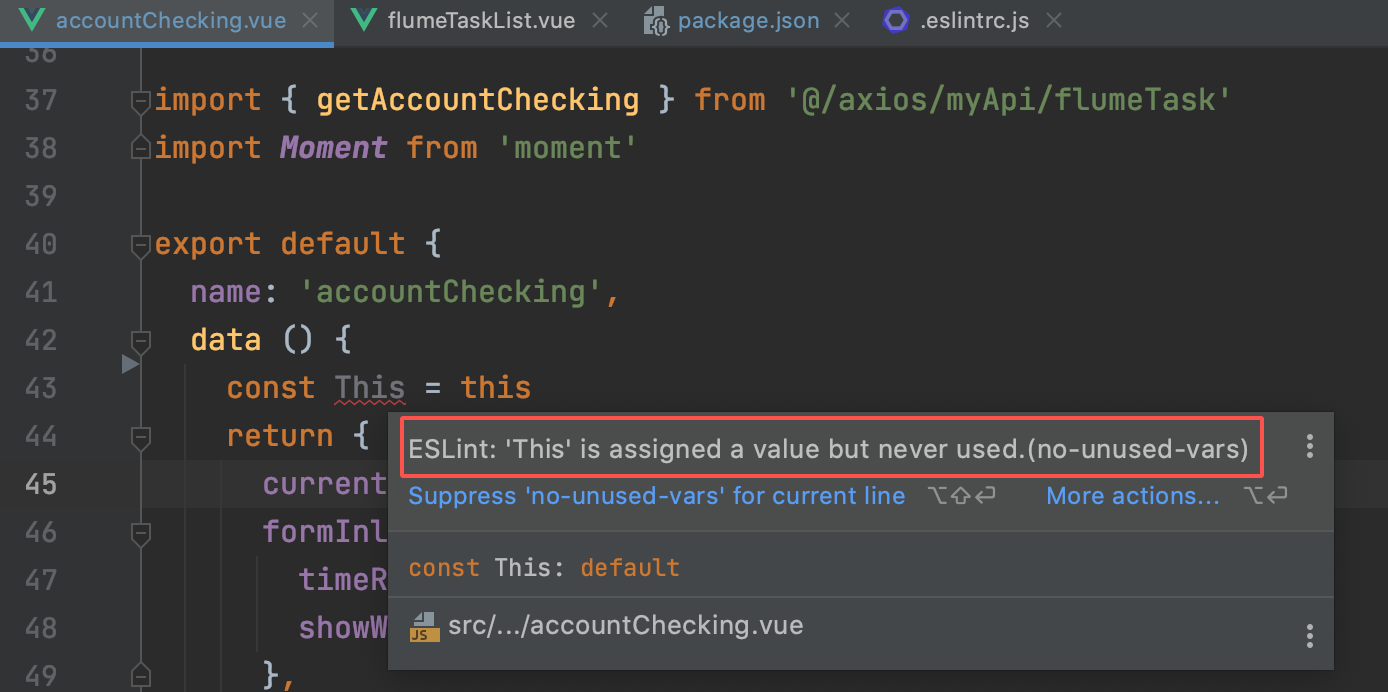 accountChecking.vue flumeTaskList.vue package.json .eslintrc.js
36
37 import { getAccountChecking } from '@/axios/myApi/flumeTask'
38 import Moment from 'moment'
39
40 export default {
41 name: 'accountChecking',
42 data () {
43 const This = this
44 return {
ESLint: 'This' is assigned a value but never used.(no-unused-vars)
45 current
Suppress 'no-unused-vars' for current line ⌥⇧⏎ More actions... ⌥⏎
46 formInl
47 timeR
const This: default
48 showW
JS src/.../accountChecking.vue
49 },